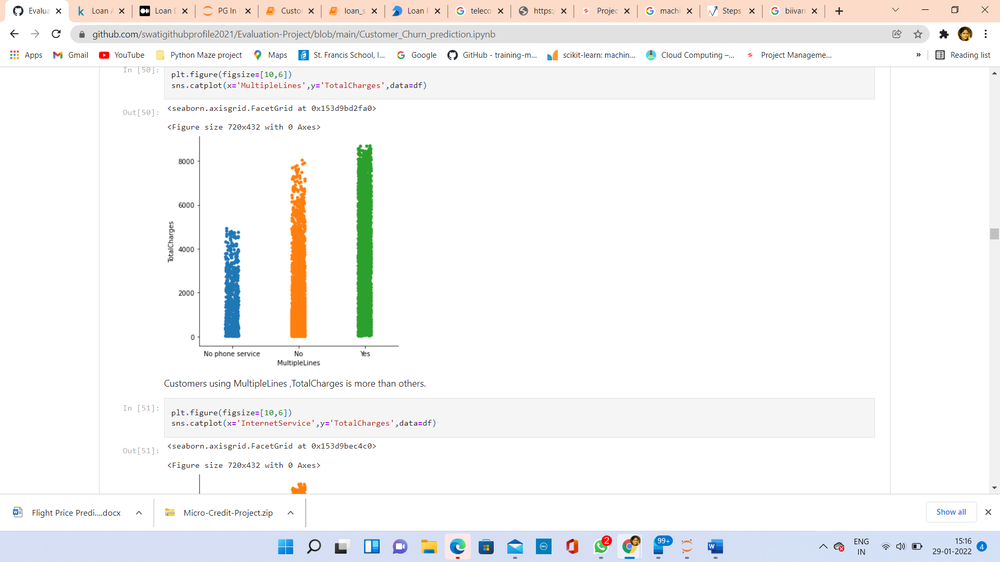 Evalua
Loan A
Loan D
PG In
Custo
loan_s
Loan P
teleco
https:/
Projec
machi
Steps
biivari
github.com/swatigithubprofile2021/Evaluation-Project/blob/main/Customer_Churn_prediction.ipynb
Apps
Gmail
YouTube
Python Maze project
Maps
St. Francis School, I...
Google
GitHub - training-m...
scikit-learn: machin...
Cloud Computing –...
Project Manageme...
»
Reading list
In [50]:
plt.figure(figsize=[10,6])
sns.catplot(x='MultipleLines',y='TotalCharges',data=df)
Out[50]:
<seaborn.axisgrid.FacetGrid at 0x153d9bd2fa0>
<Figure size 720x432 with 0 Axes>
8000
6000
4000
2000
0
TotalCharges
No phone service
No
Yes
MultipleLines
Customers using MultipleLines ,TotalCharges is more than others.
In [51]:
plt.figure(figsize=[10,6])
sns.catplot(x='InternetService',y='TotalCharges',data=df)
Out[51]:
<seaborn.axisgrid.FacetGrid at 0x153d9bec4c0>
<Figure size 720x432 with 0 Axes>
Flight Price Predi....docx
Micro-Credit-Project.zip
Show all
2
99+
ENG
IN
15:16
29-01-2022
4